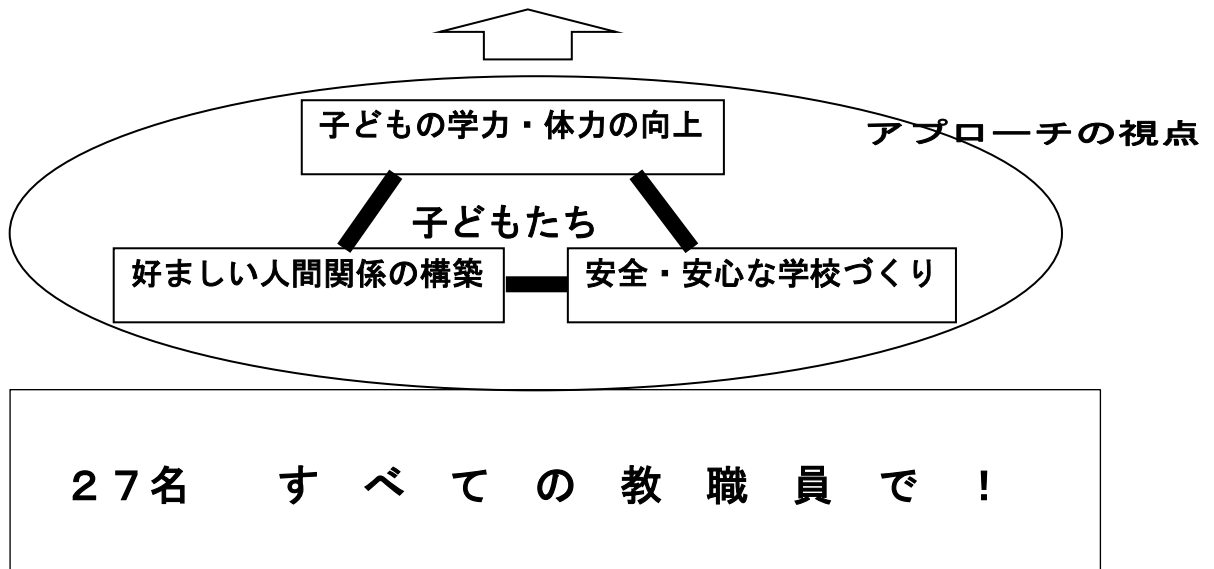 子どもの学力・体力の向上
アプローチの視点
子どもたち
好ましい人間関係の構築
安全・安心な学校づくり
２７名　すべての教職員で！